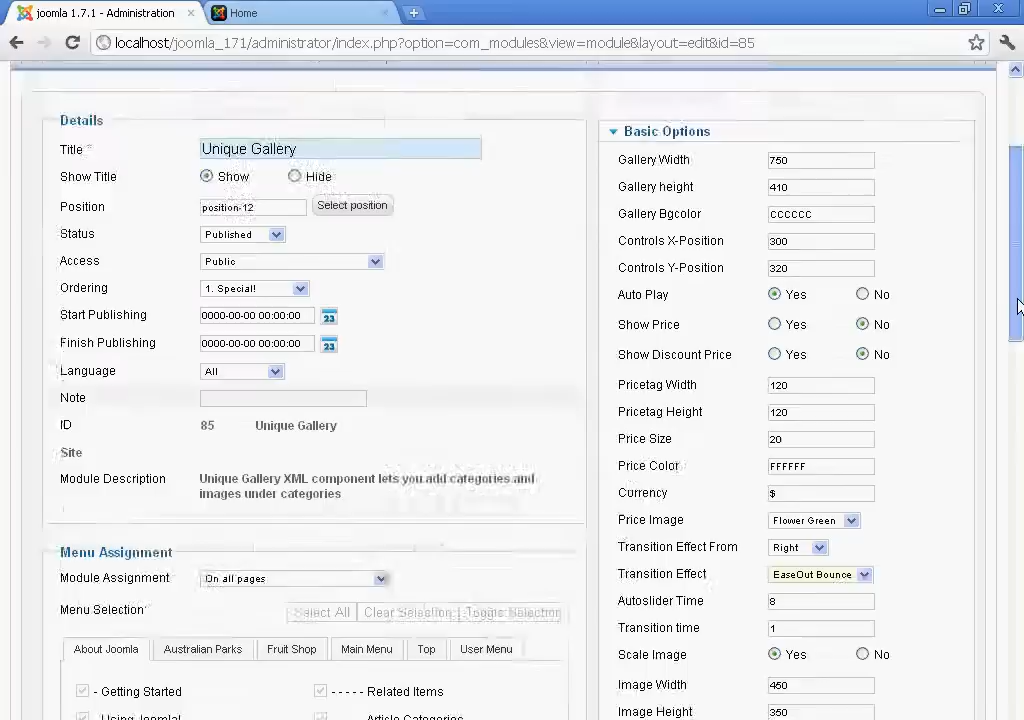 joomla 1.7.1 - Administration
Home
localhost/joomla_171/administrator/index.php?option=com_modules&view=module&layout=edit&id=85
Details
Title *
Unique Gallery
Show Title
Show
Hide
Position
position-12
Select position
Status
Published
Access
Public
Ordering
1. Special!
Start Publishing
0000-00-00 00:00:00
23
Finish Publishing
0000-00-00 00:00:00
23
Language
All
Note
ID
85
Unique Gallery
Site
Module Description
Unique Gallery XML component lets you add categories and
images under categories
Menu Assignment
Module Assignment
On all pages
Menu Selection
Select All
Clear Selection
Toggle Selection
About Joomla
Australian Parks
Fruit Shop
Main Menu
Top
User Menu
- Getting Started
- - - - - Related Items
- Using Joomla!
Article Categories
Basic Options
Gallery Width
750
Gallery height
410
Gallery Bgcolor
CCCCCC
Controls X-Position
300
Controls Y-Position
320
Auto Play
Yes
No
Show Price
Yes
No
Show Discount Price
Yes
No
Pricetag Width
120
Pricetag Height
120
Price Size
20
Price Color
FFFFFF
Currency
$
Price Image
Flower Green
Transition Effect From
Right
Transition Effect
EaseOut Bounce
Autoslider Time
8
Transition time
1
Scale Image
Yes
No
Image Width
450
Image Height
350